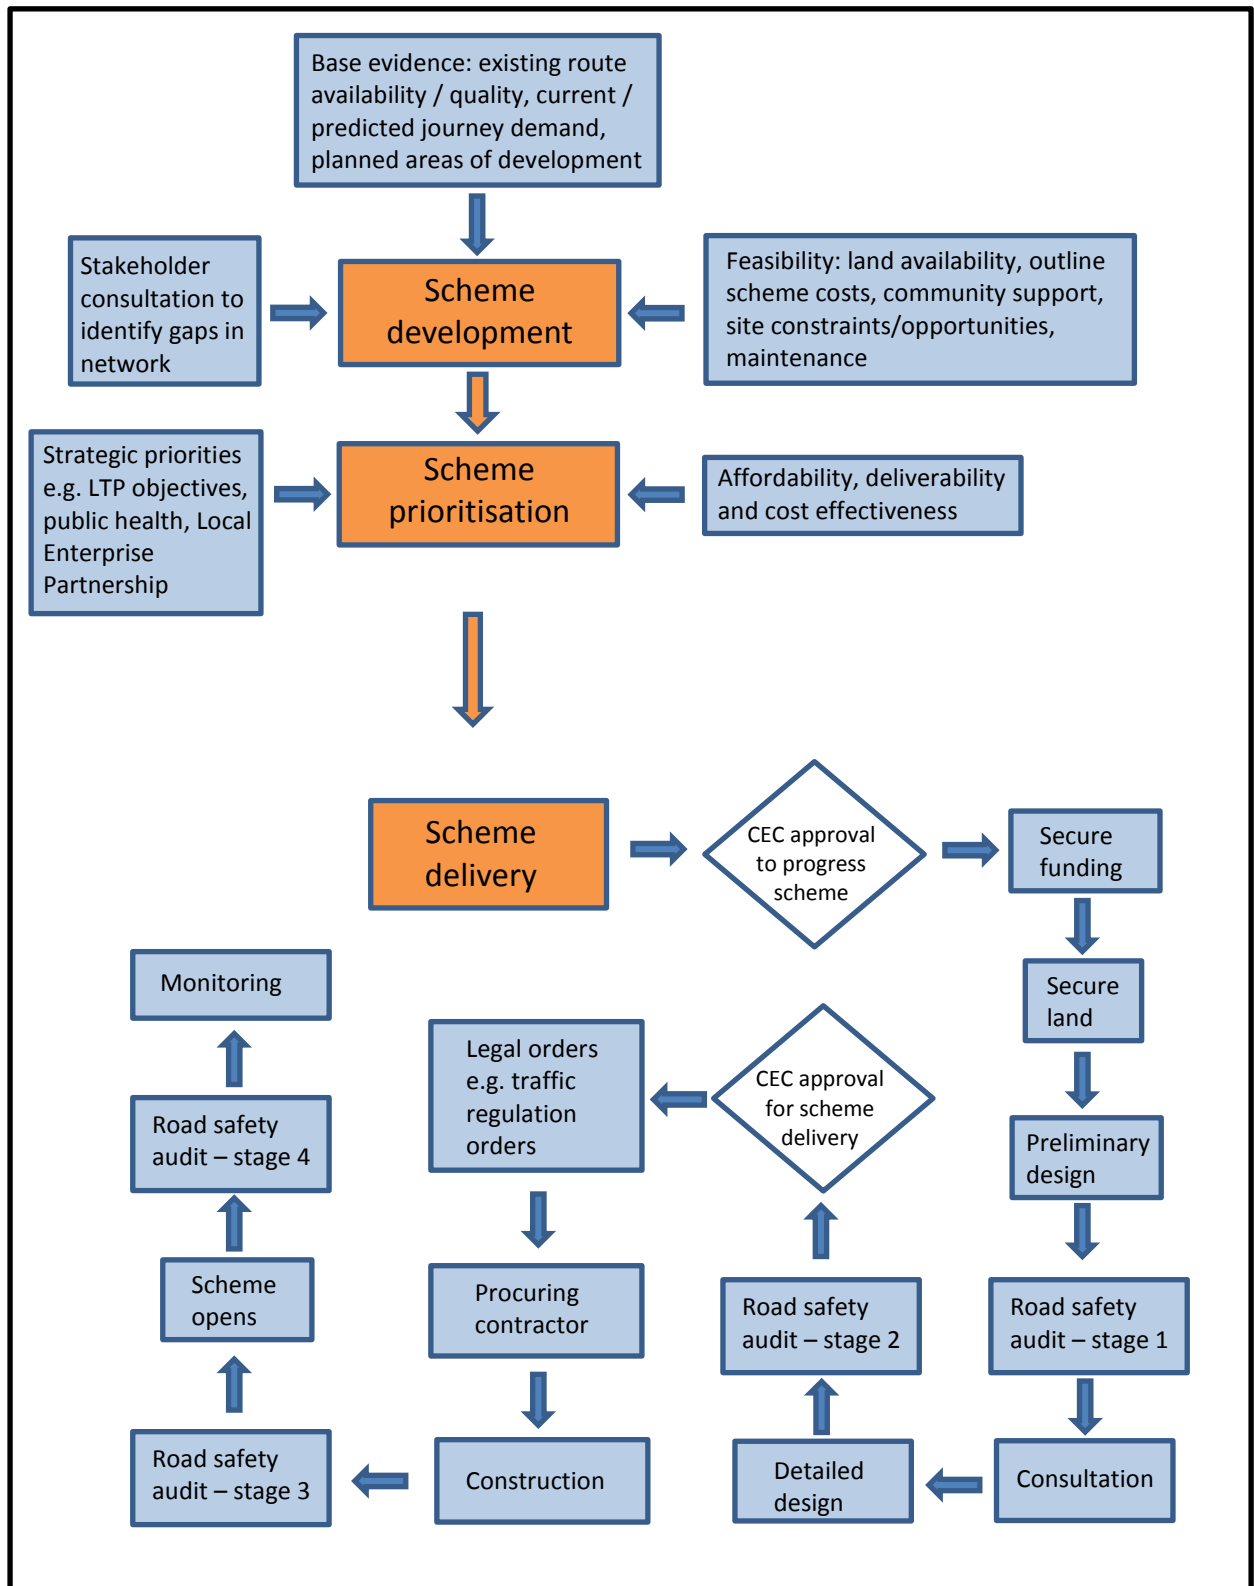 Base evidence: existing route
availability / quality, current /
predicted journey demand,
planned areas of development
Stakeholder
consultation to
identify gaps in
network
Scheme
development
Feasibility: land availability, outline
scheme costs, community support,
site constraints/opportunities,
maintenance
Strategic priorities
e.g. LTP objectives,
public health, Local
Enterprise
Partnership
Scheme
prioritisation
Affordability, deliverability
and cost effectiveness
Scheme
delivery
CEC approval
to progress
scheme
Secure
funding
Secure
land
Preliminary
design
Road safety
audit – stage 1
Consultation
Detailed
design
Road safety
audit – stage 2
CEC approval
for scheme
delivery
Legal orders
e.g. traffic
regulation
orders
Procuring
contractor
Construction
Road safety
audit – stage 3
Scheme
opens
Road safety
audit – stage 4
Monitoring